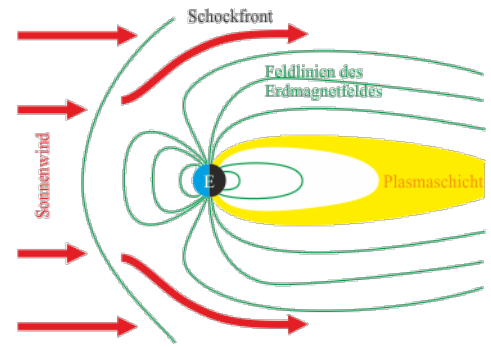 Schockfront
Feldlinien des
Erdmagnetfeldes
Sonnenwind
E
Plasmaschicht